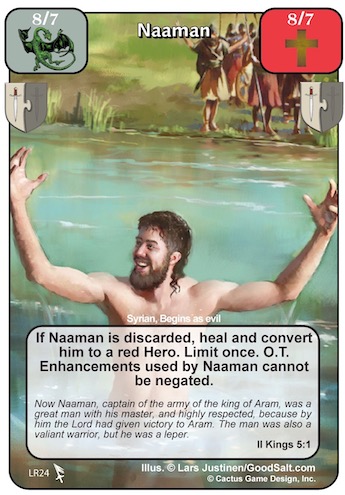 8/7
Naaman
8/7
Syrian, Begins as evil
If Naaman is discarded, heal and convert
him to a red Hero. Limit once. O.T.
Enhancements used by Naaman cannot
be negated.
Now Naaman, captain of the army of the king of Aram, was a
great man with his master, and highly respected, because by
him the Lord had given victory to Aram. The man was also a
valiant warrior, but he was a leper.
II Kings 5:1
Illus. © Lars Justinen/GoodSalt.com
LR24
© Cactus Game Design, Inc.